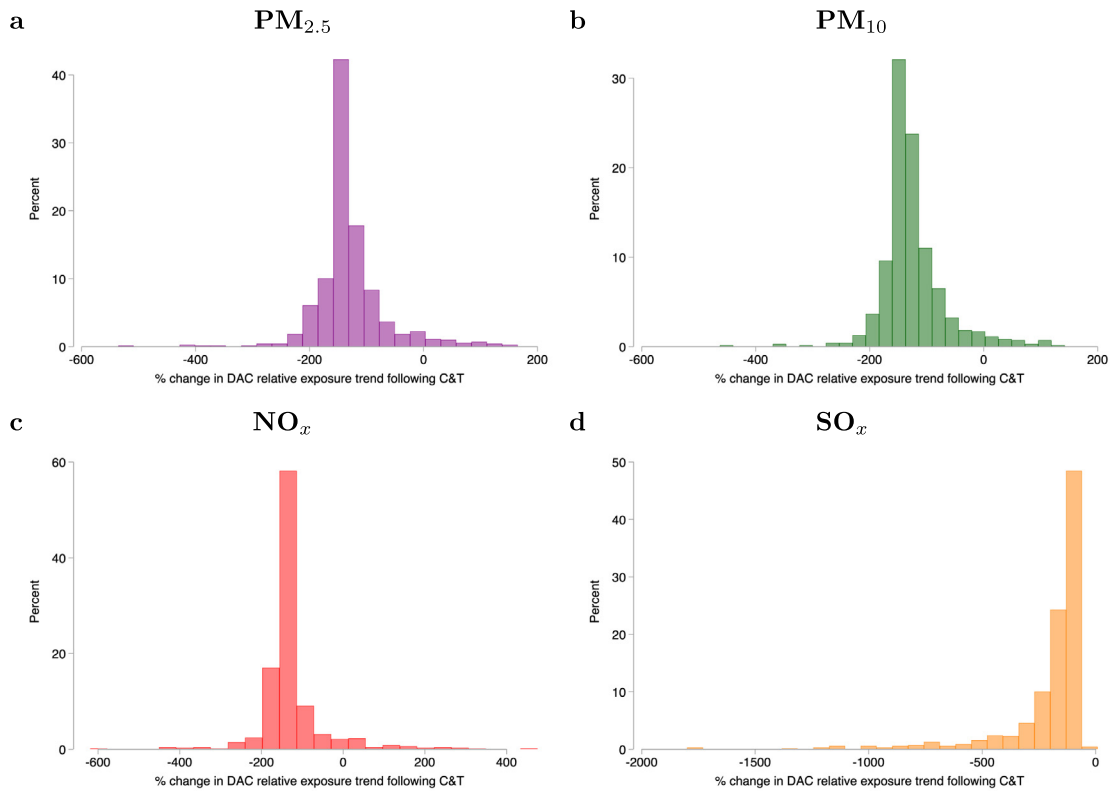 a PM2.5
40
30
20
10
0
Percent
-600 -400 -200 0 200
% change in DAC relative exposure trend following C&T
b PM10
30
20
10
0
Percent
-600 -400 -200 0 200
% change in DAC relative exposure trend following C&T
c NOx
60
40
20
0
Percent
-600 -400 -200 0 200 400
% change in DAC relative exposure trend following C&T
d SOx
50
40
30
20
10
0
Percent
-2000 -1500 -1000 -500 0
% change in DAC relative exposure trend following C&T